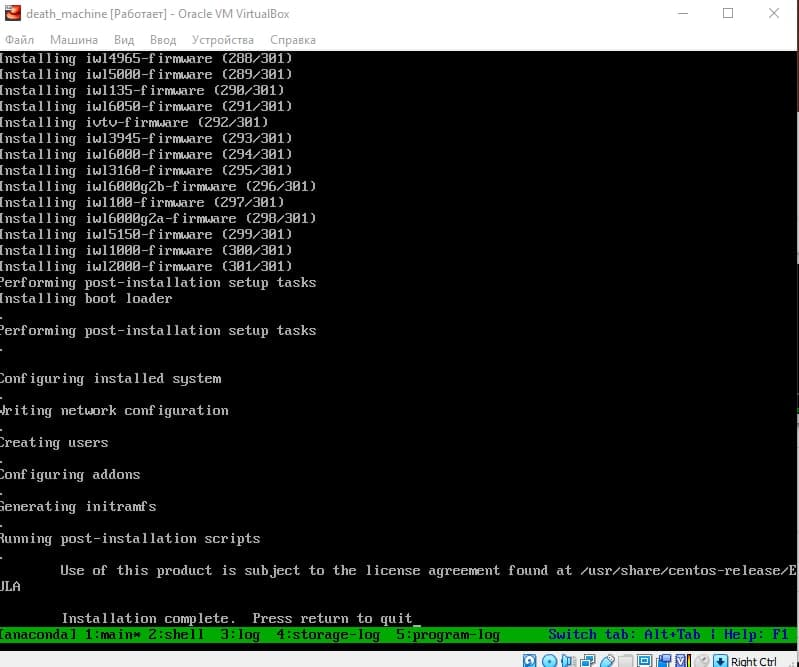 death_machine [Работает] - Oracle VM VirtualBox
Файл Машина Вид Ввод Устройства Справка
Installing iwl4965-firmware (288/301)
Installing iwl5000-firmware (289/301)
Installing iwl135-firmware (290/301)
Installing iwl6050-firmware (291/301)
Installing ivtv-firmware (292/301)
Installing iwl3945-firmware (293/301)
Installing iwl6000-firmware (294/301)
Installing iwl3160-firmware (295/301)
Installing iwl6000g2b-firmware (296/301)
Installing iwl100-firmware (297/301)
Installing iwl6000g2a-firmware (298/301)
Installing iwl5150-firmware (299/301)
Installing iwl1000-firmware (300/301)
Installing iwl2000-firmware (301/301)
Performing post-installation setup tasks
Installing boot loader
.
Performing post-installation setup tasks
.
Configuring installed system
.
Writing network configuration
.
Creating users
.
Configuring addons
.
Generating initramfs
.
Running post-installation scripts
.
Use of this product is subject to the license agreement found at /usr/share/centos-release/E
ULA
Installation complete. Press return to quit_
[anaconda] 1:main* 2:shell 3:log 4:storage-log 5:program-log Switch tab: Alt+Tab | Help: F1
Right Ctrl